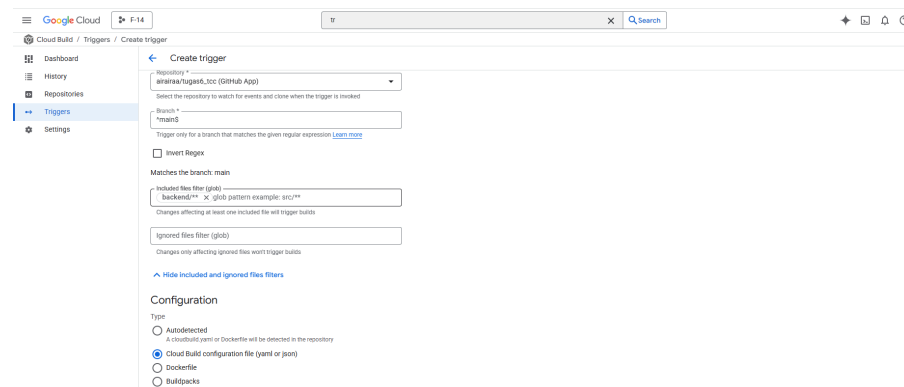 Google Cloud
F-14
tr
Search
Cloud Build / Triggers / Create trigger
Dashboard
History
Repositories
Triggers
Settings
Create trigger
Repository *
airairaa/tugas6_tcc (GitHub App)
Select the repository to watch for events and clone when the trigger is invoked
Branch *
^main$
Trigger only for a branch that matches the given regular expression Learn more
Invert Regex
Matches the branch: main
Included files filter (glob)
backend/** glob pattern example: src/**
Changes affecting at least one included file will trigger builds
Ignored files filter (glob)
Changes only affecting ignored files won't trigger builds
Hide included and ignored files filters
Configuration
Type
Autodetected
A cloudbuild.yaml or Dockerfile will be detected in the repository
Cloud Build configuration file (yaml or json)
Dockerfile
Buildpacks